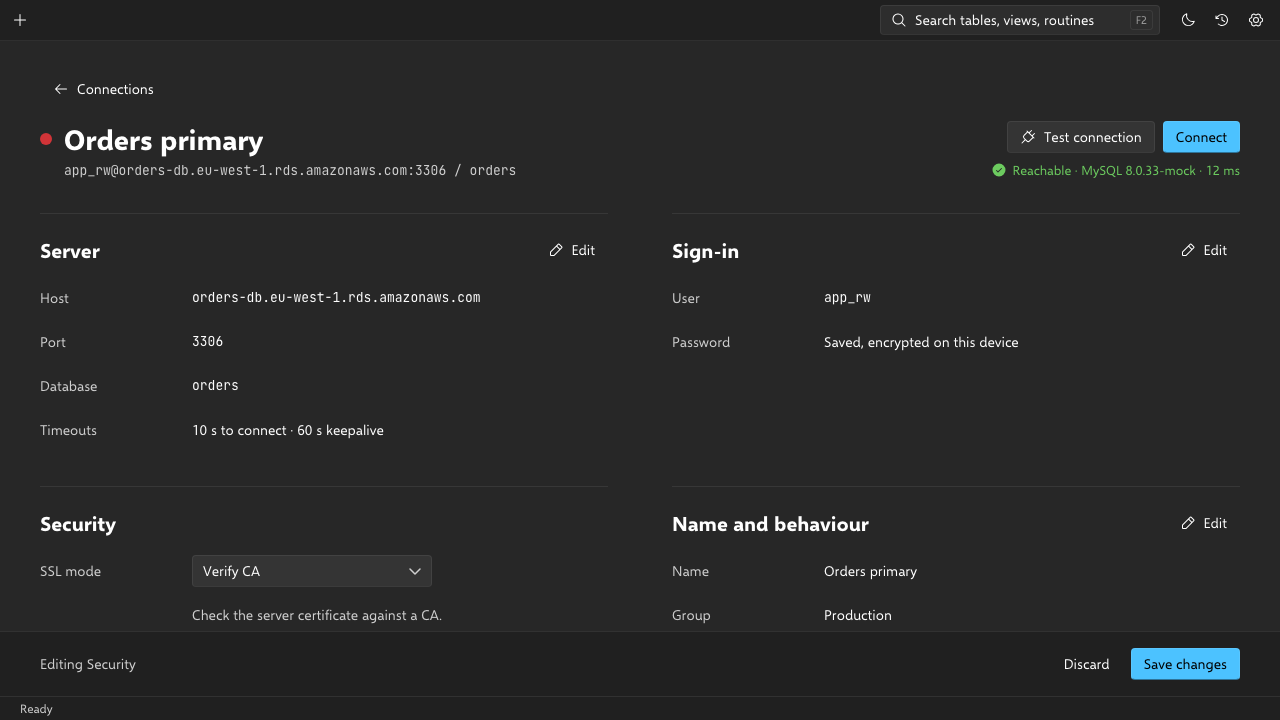 Search tables, views, routines F2
Connections
Orders primary
Test connection
Connect
app_rw@orders-db.eu-west-1.rds.amazonaws.com:3306 / orders
Reachable · MySQL 8.0.33-mock · 12 ms
Server
Edit
Host orders-db.eu-west-1.rds.amazonaws.com
Port 3306
Database orders
Timeouts 10 s to connect · 60 s keepalive
Sign-in
Edit
User app_rw
Password Saved, encrypted on this device
Security
SSL mode Verify CA
Check the server certificate against a CA.
Name and behaviour
Edit
Name Orders primary
Group Production
Editing Security
Discard
Save changes
Ready